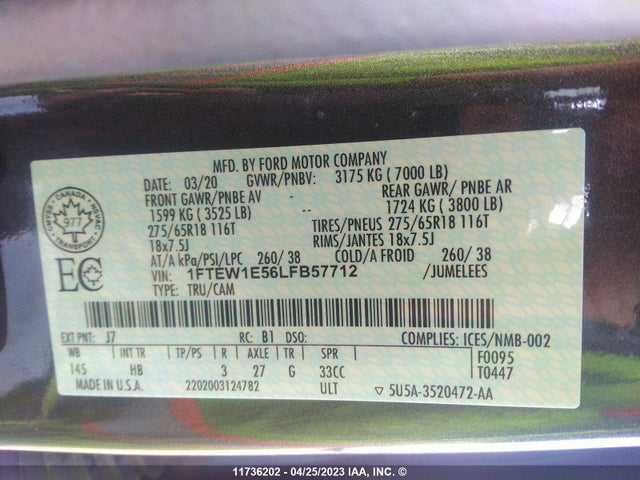 MFD. BY FORD MOTOR COMPANY
DATE: 03/20 GVWR/PNBV: 3175 KG ( 7000 LB)
FRONT GAWR/PNBE AV - REAR GAWR/ PNBE AR
1599 KG ( 3525 LB) - 1724 KG ( 3800 LB)
275/65R18 116T TIRES/PNEUS 275/65R18 116T
18x7.5J RIMS/JANTES 18x7.5J
AT/A kPa/PSI/LPC 260/ 38 COLD/A FROID 260/ 38
VIN: 1FTEW1E56LFB57712 /JUMELEES
TYPE: TRU/CAM
CANADA
977
TRANSPORT
EC
EXT PNT: J7 RC: B1 DSO: COMPLIES: ICES/NMB-002
WB INT TR TP/PS R AXLE TR SPR F0095
145 HB 3 27 G 33CC T0447
MADE IN U.S.A. 2202003124782 ULT ▽ 5U5A-3520472-AA
11736202 - 04/25/2023 IAA, INC. ©